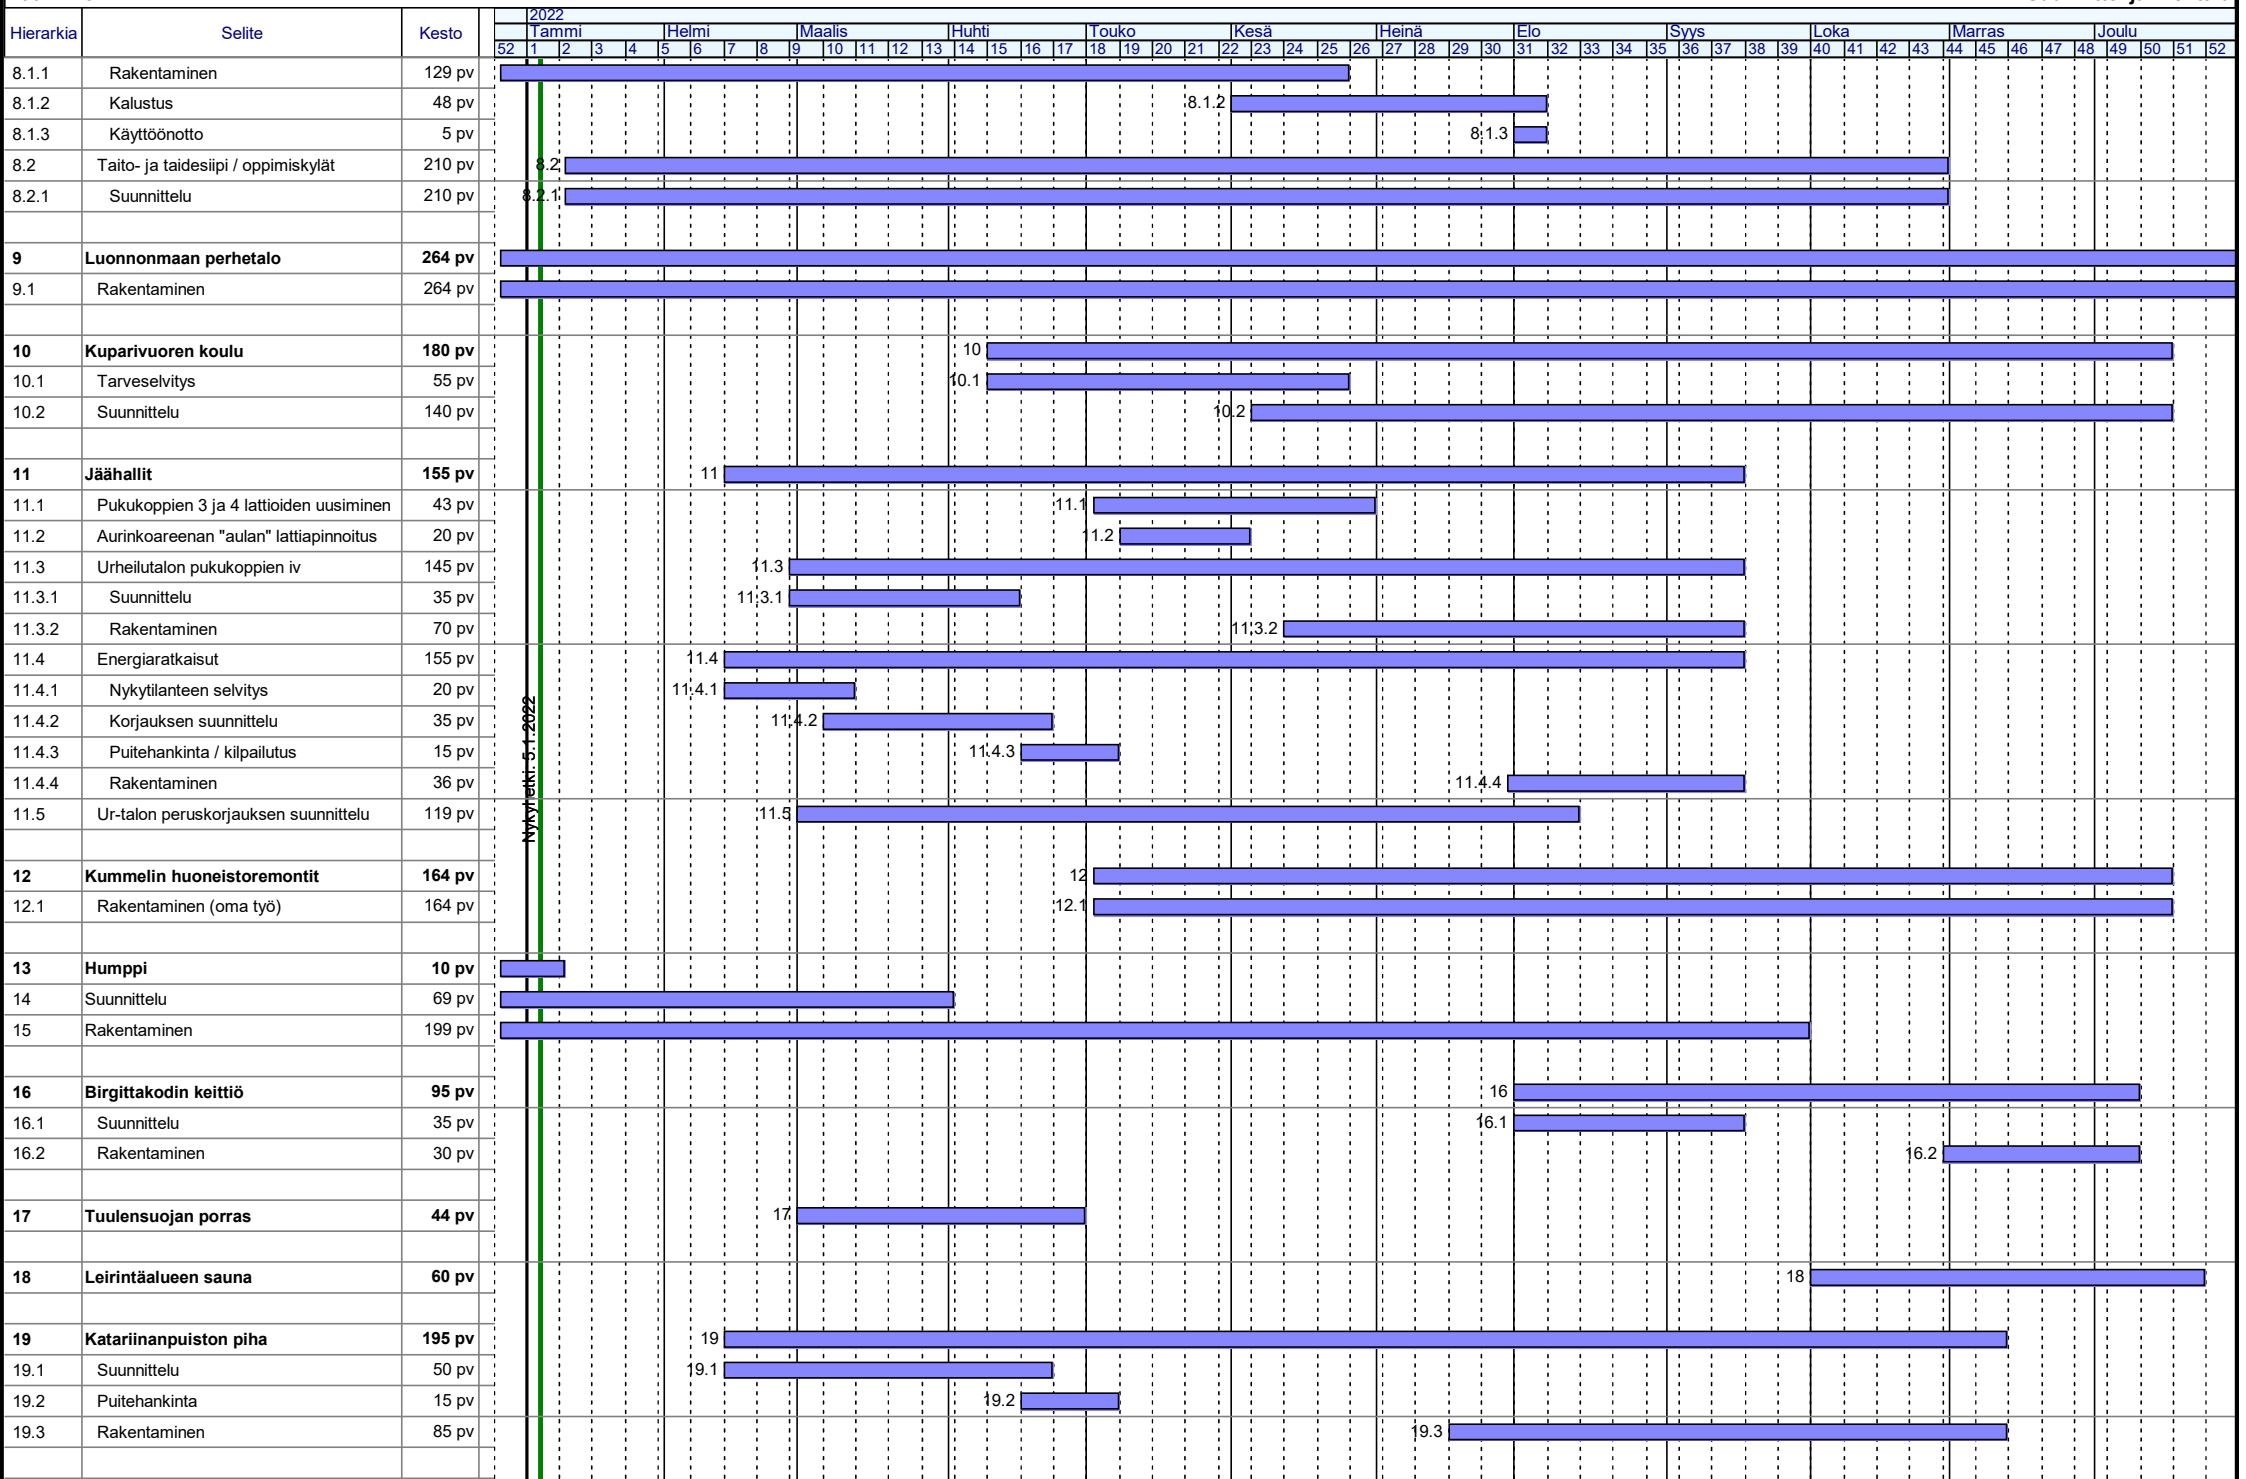 2022
Hierarkia Selite Kesto Tammi Helmi Maalis Huhti Touko Kesä Heinä Elo Syys Loka Marras Joulu
52 1 2 3 4 5 6 7 8 9 10 11 12 13 14 15 16 17 18 19 20 21 22 23 24 25 26 27 28 29 30 31 32 33 34 35 36 37 38 39 40 41 42 43 44 45 46 47 48 49 50 51 52
8.1.1 Rakentaminen 129 pv
8.1.2 Kalustus 48 pv 8.1.2
8.1.3 Käyttöönotto 5 pv 8.1.3
8.2 Taito- ja taidesiipi / oppimiskylät 210 pv 8.2
8.2.1 Suunnittelu 210 pv 8.2.1
9 Luonnonmaan perhetalo 264 pv
9.1 Rakentaminen 264 pv
10 Kuparivuoren koulu 180 pv 10
10.1 Tarveselvitys 55 pv 10.1
10.2 Suunnittelu 140 pv 10.2
11 Jäähallit 155 pv 11
11.1 Pukukoppien 3 ja 4 lattioiden uusiminen 43 pv 11.1
11.2 Aurinkoareenan "aulan" lattiapinnoitus 20 pv 11.2
11.3 Urheilutalon pukukoppien iv 145 pv 11.3
11.3.1 Suunnittelu 35 pv 11.3.1
11.3.2 Rakentaminen 70 pv 11.3.2
11.4 Energiaratkaisut 155 pv 11.4
11.4.1 Nykytilanteen selvitys 20 pv 11.4.1
11.4.2 Korjauksen suunnittelu 35 pv 11.4.2
11.4.3 Puitehankinta / kilpailutus 15 pv 11.4.3
11.4.4 Rakentaminen 36 pv 11.4.4
11.5 Ur-talon peruskorjauksen suunnittelu 119 pv 11.5
Nykyhetki: 5.1.2022
12 Kummelin huoneistoremontit 164 pv 12
12.1 Rakentaminen (oma työ) 164 pv 12.1
13 Humppi 10 pv
14 Suunnittelu 69 pv
15 Rakentaminen 199 pv
16 Birgittakodin keittiö 95 pv 16
16.1 Suunnittelu 35 pv 16.1
16.2 Rakentaminen 30 pv 16.2
17 Tuulensuojan porras 44 pv 17
18 Leirintäalueen sauna 60 pv 18
19 Katariinanpuiston piha 195 pv 19
19.1 Suunnittelu 50 pv 19.1
19.2 Puitehankinta 15 pv 19.2
19.3 Rakentaminen 85 pv 19.3